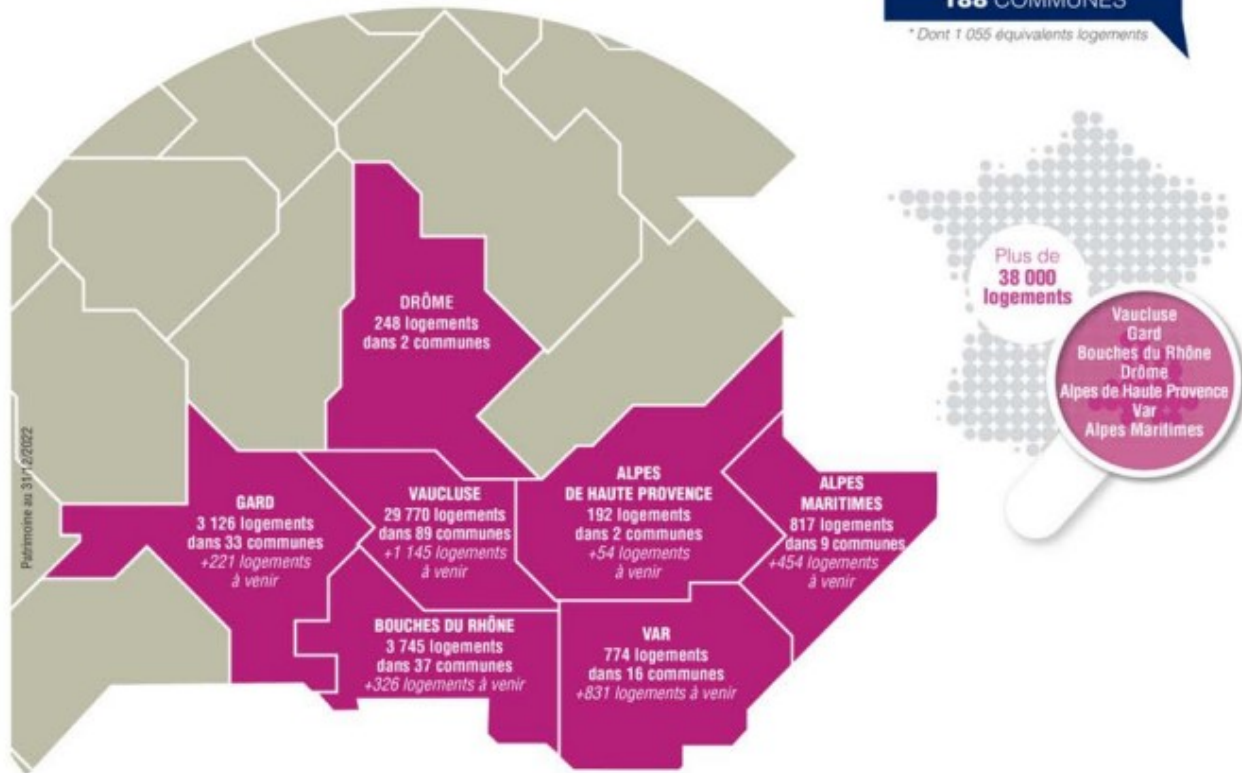 188 COMMUNES
* Dont 1 055 équivalents logements
Plus de
38 000
logements
Vaucluse
Gard
Bouches du Rhône
Drôme
Alpes de Haute Provence
Var
Alpes Maritimes
DRÔME
248 logements
dans 2 communes
GARD
3 126 logements
dans 33 communes
+221 logements
à venir
VAUCLUSE
29 770 logements
dans 89 communes
+1 145 logements
à venir
ALPES
DE HAUTE PROVENCE
192 logements
dans 2 communes
+54 logements
à venir
ALPES
MARITIMES
817 logements
dans 9 communes
+454 logements
à venir
BOUCHES DU RHÔNE
3 745 logements
dans 37 communes
+326 logements à venir
VAR
774 logements
dans 16 communes
+831 logements à venir
Patrimoine au 31/12/2022